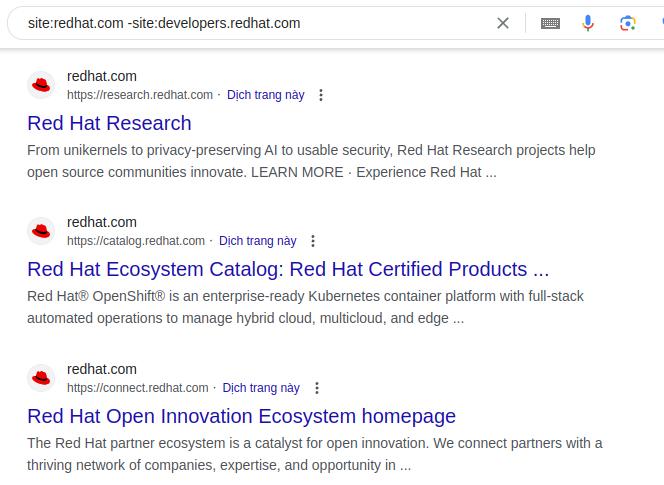 site:redhat.com -site:developers.redhat.com
redhat.com
https://research.redhat.com · Dịch trang này
Red Hat Research
From unikernels to privacy-preserving AI to usable security, Red Hat Research projects help
open source communities innovate. LEARN MORE · Experience Red Hat ...
redhat.com
https://catalog.redhat.com · Dịch trang này
Red Hat Ecosystem Catalog: Red Hat Certified Products ...
Red Hat® OpenShift® is an enterprise-ready Kubernetes container platform with full-stack
automated operations to manage hybrid cloud, multicloud, and edge ...
redhat.com
https://connect.redhat.com · Dịch trang này
Red Hat Open Innovation Ecosystem homepage
The Red Hat partner ecosystem is a catalyst for open innovation. We connect partners with a
thriving network of companies, expertise, and opportunity in ...